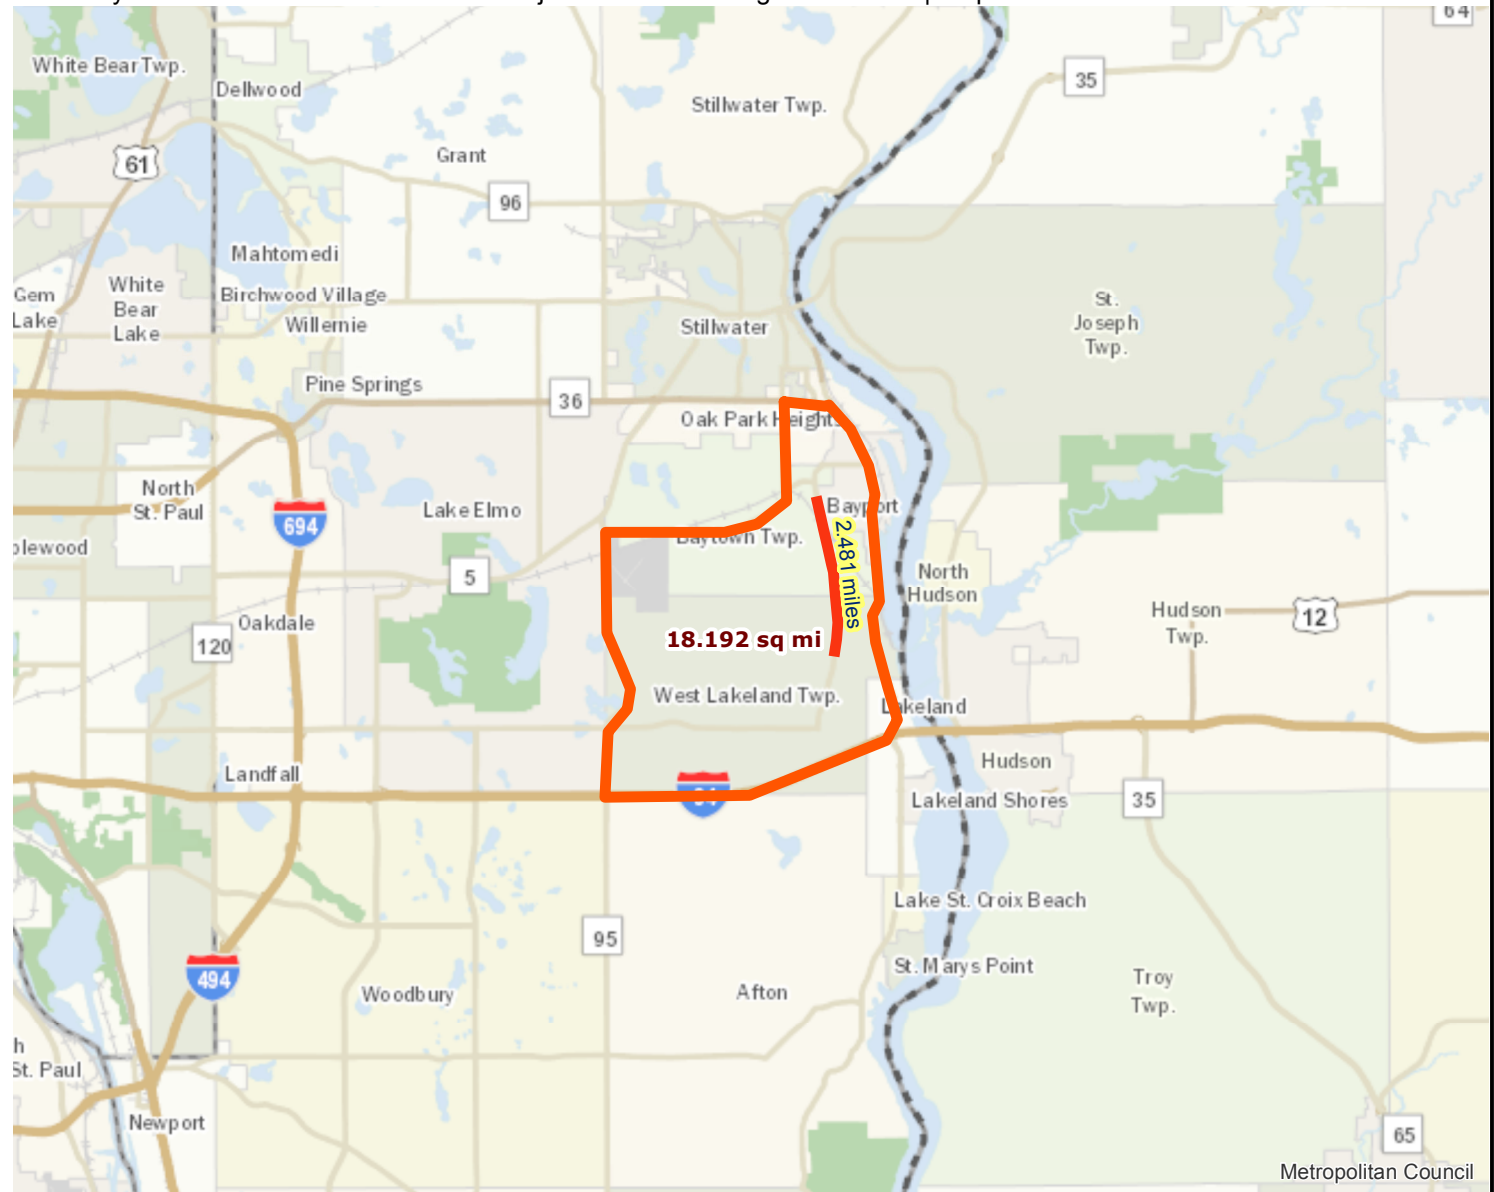 64
White Bear Twp.
Dellwood
35
Stillwater Twp.
61
Grant
96
Mahtomedi
White
Bear
Lake
Gem
Lake
Birchwood Village
Willernie
St.
Joseph
Twp.
Stillwater
Pine Springs
36
Oak Park Heights
North
St. Paul
694
Lake Elmo
Bayport
Baytown Twp.
2.481 miles
plewood
5
North
Hudson
Oakdale
120
Hudson
Twp.
12
18.192 sq mi
West Lakeland Twp.
Lakeland
Landfall
Hudson
Lakeland Shores
35
Lake St. Croix Beach
95
494
Woodbury
Afton
St. Marys Point
Troy
Twp.
h
St. Paul
Newport
65
Metropolitan Council